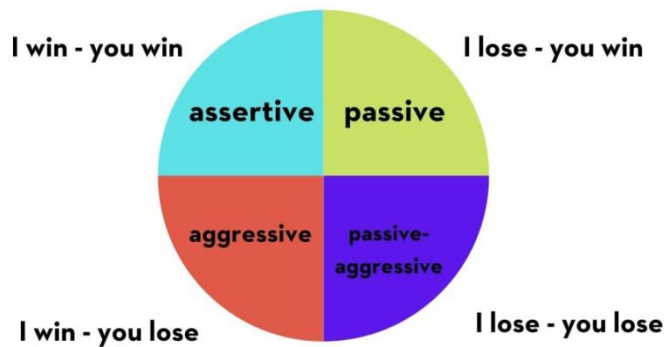 I win - you win
I lose - you win
assertive
passive
aggressive
passive-
aggressive
I win - you lose
I lose - you lose